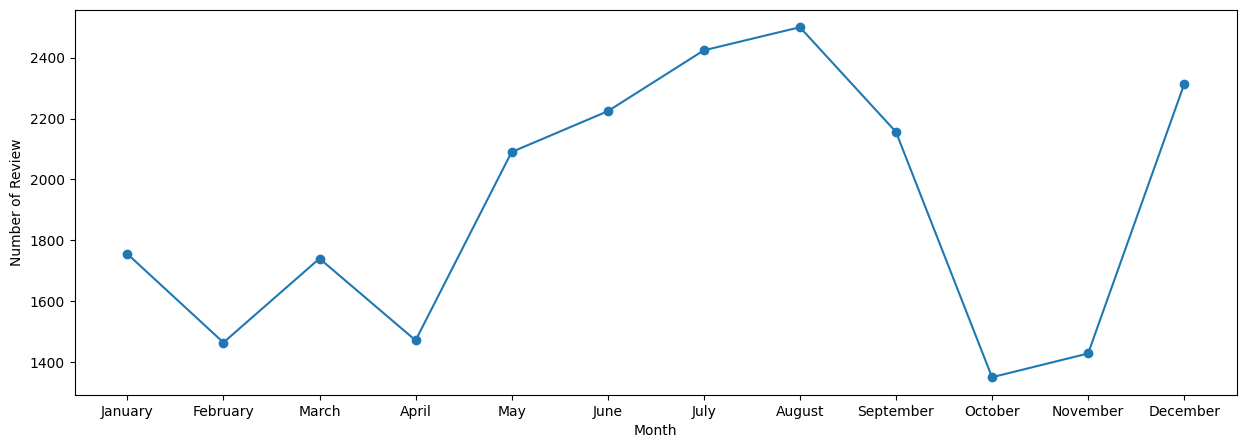 2400
2200
2000
1800
1600
1400
Number of Review
January February March April May June July August September October November December
Month